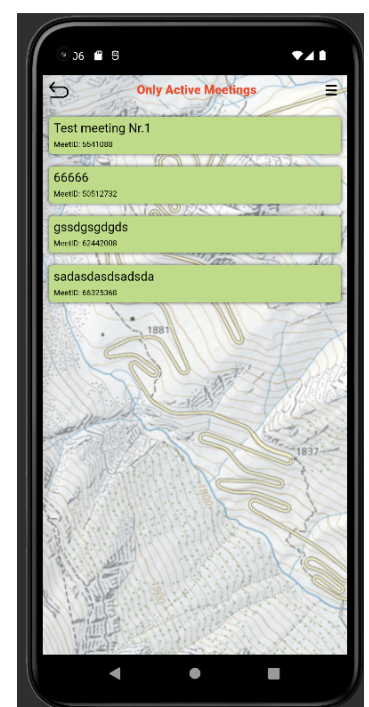 Only Active Meetings
Test meeting Nr.1
MeetID: 5541088
66666
MeetID: 50512732
gssdgsgdgds
MeetID: 62442008
sadasdasdsadsda
MeetID: 66325368
1881
1837